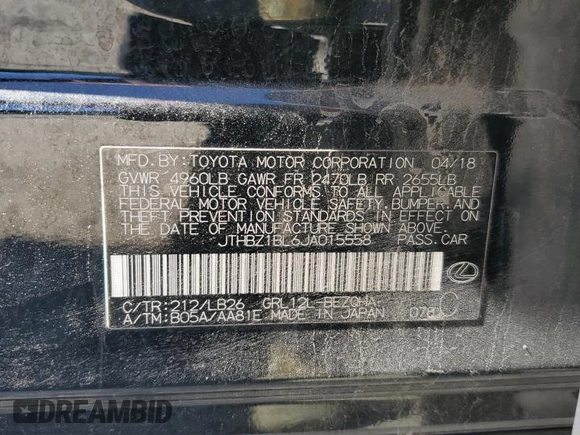 MFD. BY: TOYOTA MOTOR CORPORATION 04/18
GVWR 4960LB GAWR FR 2470LB RR 2655LB
THIS VEHICLE CONFORMS TO ALL APPLICABLE
FEDERAL MOTOR VEHICLE SAFETY, BUMPER, AND
THEFT PREVENTION STANDARDS IN EFFECT ON
THE DATE OF MANUFACTURE SHOWN ABOVE.
JTHBZ1BL6JA015558 PASS. CAR
C/TR: 212/LB26 GRL12L-BEZQHA
A/TM: B05A/AA81E MADE IN JAPAN 078 C
DREAMBID